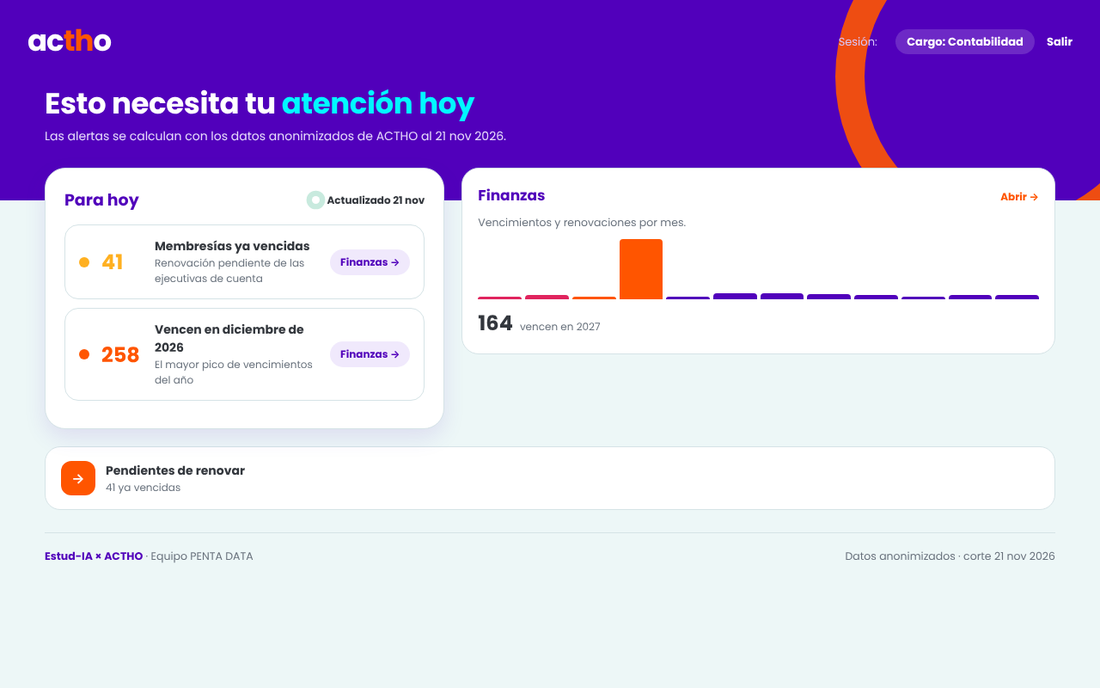 actho
Sesión:
Cargo: Contabilidad
Salir
Esto necesita tu atención hoy
Las alertas se calculan con los datos anonimizados de ACTHO al 21 nov 2026.
Para hoy
Actualizado 21 nov
41
Membresías ya vencidas
Renovación pendiente de las
ejecutivas de cuenta
Finanzas →
258
Vencen en diciembre de
2026
El mayor pico de vencimientos
del año
Finanzas →
Finanzas
Abrir →
Vencimientos y renovaciones por mes.
164 vencen en 2027
→
Pendientes de renovar
41 ya vencidas
Estud-IA × ACTHO · Equipo PENTA DATA
Datos anonimizados · corte 21 nov 2026